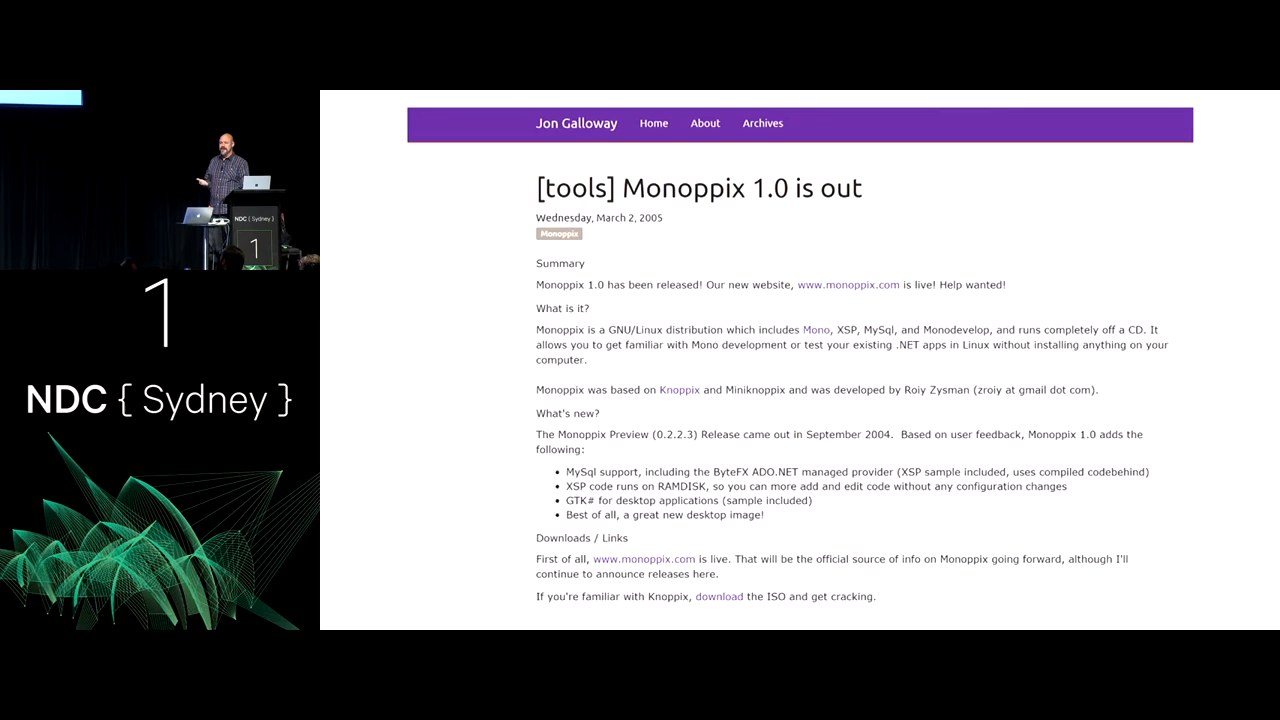 Jon Galloway Home About Archives
[tools] Monoppix 1.0 is out
Wednesday, March 2, 2005
Monoppix
Summary
Monoppix 1.0 has been released! Our new website, www.monoppix.com is live! Help wanted!
What is it?
Monoppix is a GNU/Linux distribution which includes Mono, XSP, MySql, and Monodevelop, and runs completely off a CD. It
allows you to get familiar with Mono development or test your existing .NET apps in Linux without installing anything on your
computer.
Monoppix was based on Knoppix and Miniknoppix and was developed by Roiy Zysman (zroiy at gmail dot com).
What's new?
The Monoppix Preview (0.2.2.3) Release came out in September 2004. Based on user feedback, Monoppix 1.0 adds the
following:
• MySql support, including the ByteFX ADO.NET managed provider (XSP sample included, uses compiled codebehind)
• XSP code runs on RAMDISK, so you can more add and edit code without any configuration changes
• GTK# for desktop applications (sample included)
• Best of all, a great new desktop image!
Downloads / Links
First of all, www.monoppix.com is live. That will be the official source of info on Monoppix going forward, although I'll
continue to announce releases here.
If you're familiar with Knoppix, download the ISO and get cracking.
NDC { Sydney }
1
1
NDC { Sydney }